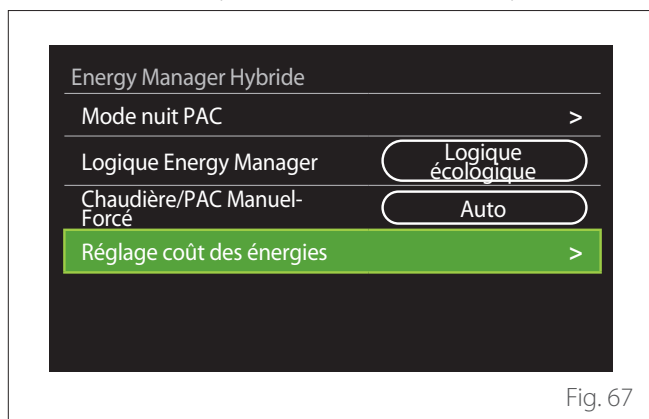 Energy Manager Hybride
Mode nuit PAC >
Logique Energy Manager Logique
écologique
Chaudière/PAC Manuel-
Forcé Auto
Réglage coût des énergies >
Fig. 67